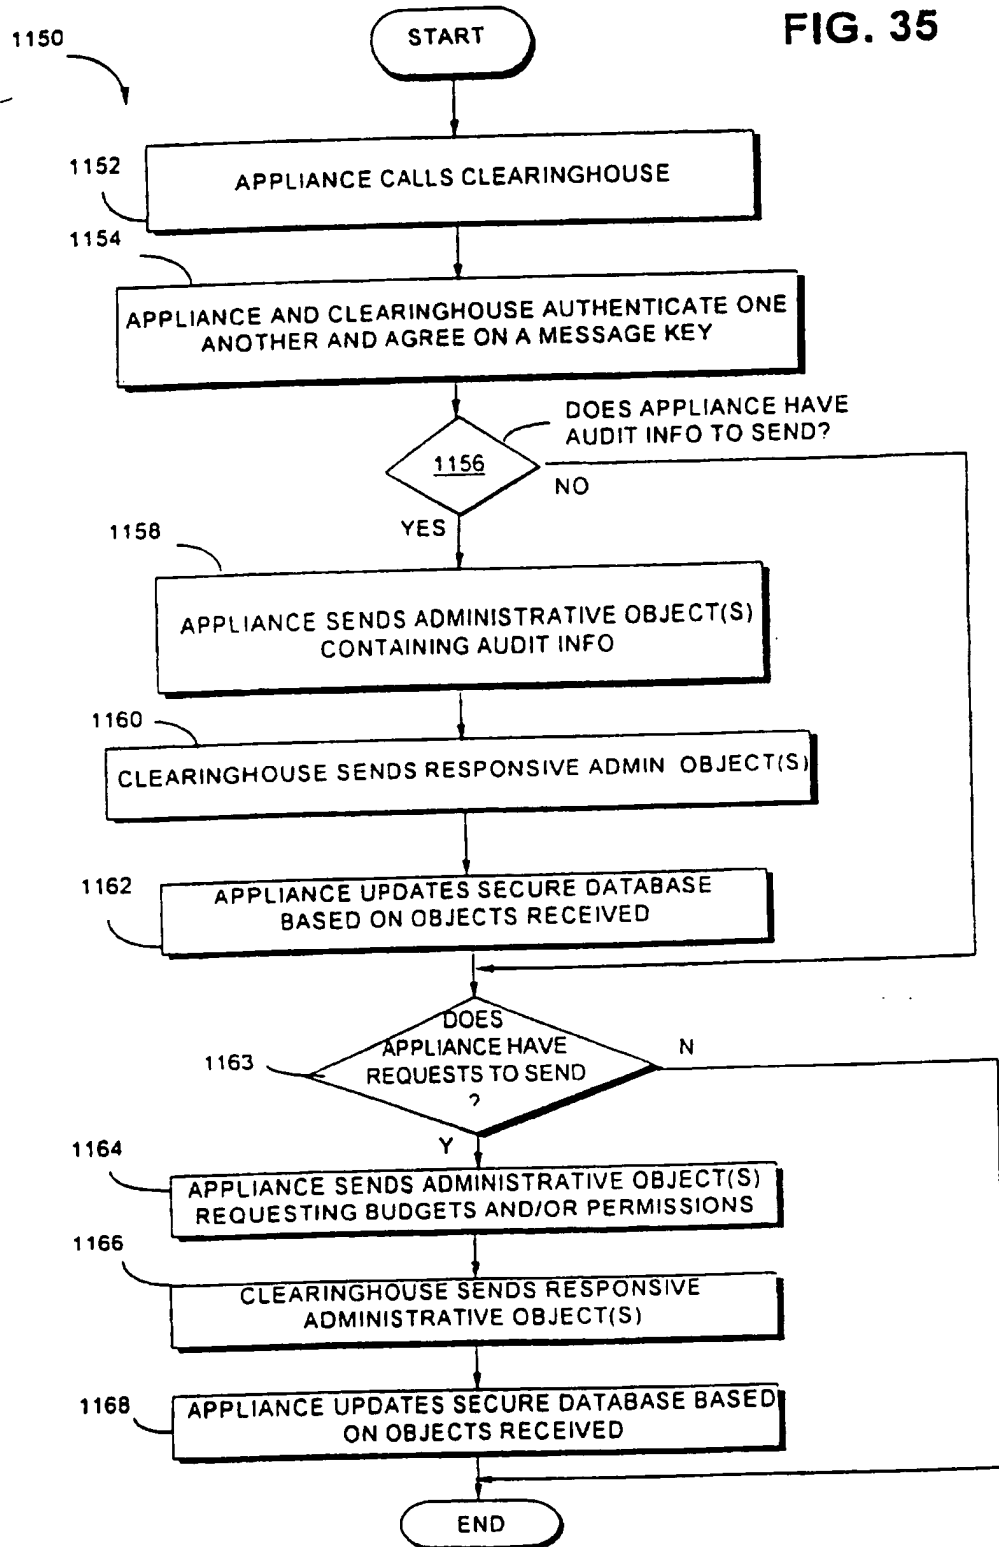 FIG. 35
1150
START
1152
APPLIANCE CALLS CLEARINGHOUSE
1154
APPLIANCE AND CLEARINGHOUSE AUTHENTICATE ONE
ANOTHER AND AGREE ON A MESSAGE KEY
DOES APPLIANCE HAVE
AUDIT INFO TO SEND?
1156
NO
YES
1158
APPLIANCE SENDS ADMINISTRATIVE OBJECT(S)
CONTAINING AUDIT INFO
1160
CLEARINGHOUSE SENDS RESPONSIVE ADMIN OBJECT(S)
1162
APPLIANCE UPDATES SECURE DATABASE
BASED ON OBJECTS RECEIVED
1163
DOES
APPLIANCE HAVE
REQUESTS TO SEND
?
N
Y
1164
APPLIANCE SENDS ADMINISTRATIVE OBJECT(S)
REQUESTING BUDGETS AND/OR PERMISSIONS
1166
CLEARINGHOUSE SENDS RESPONSIVE
ADMINISTRATIVE OBJECT(S)
1168
APPLIANCE UPDATES SECURE DATABASE BASED
ON OBJECTS RECEIVED
END